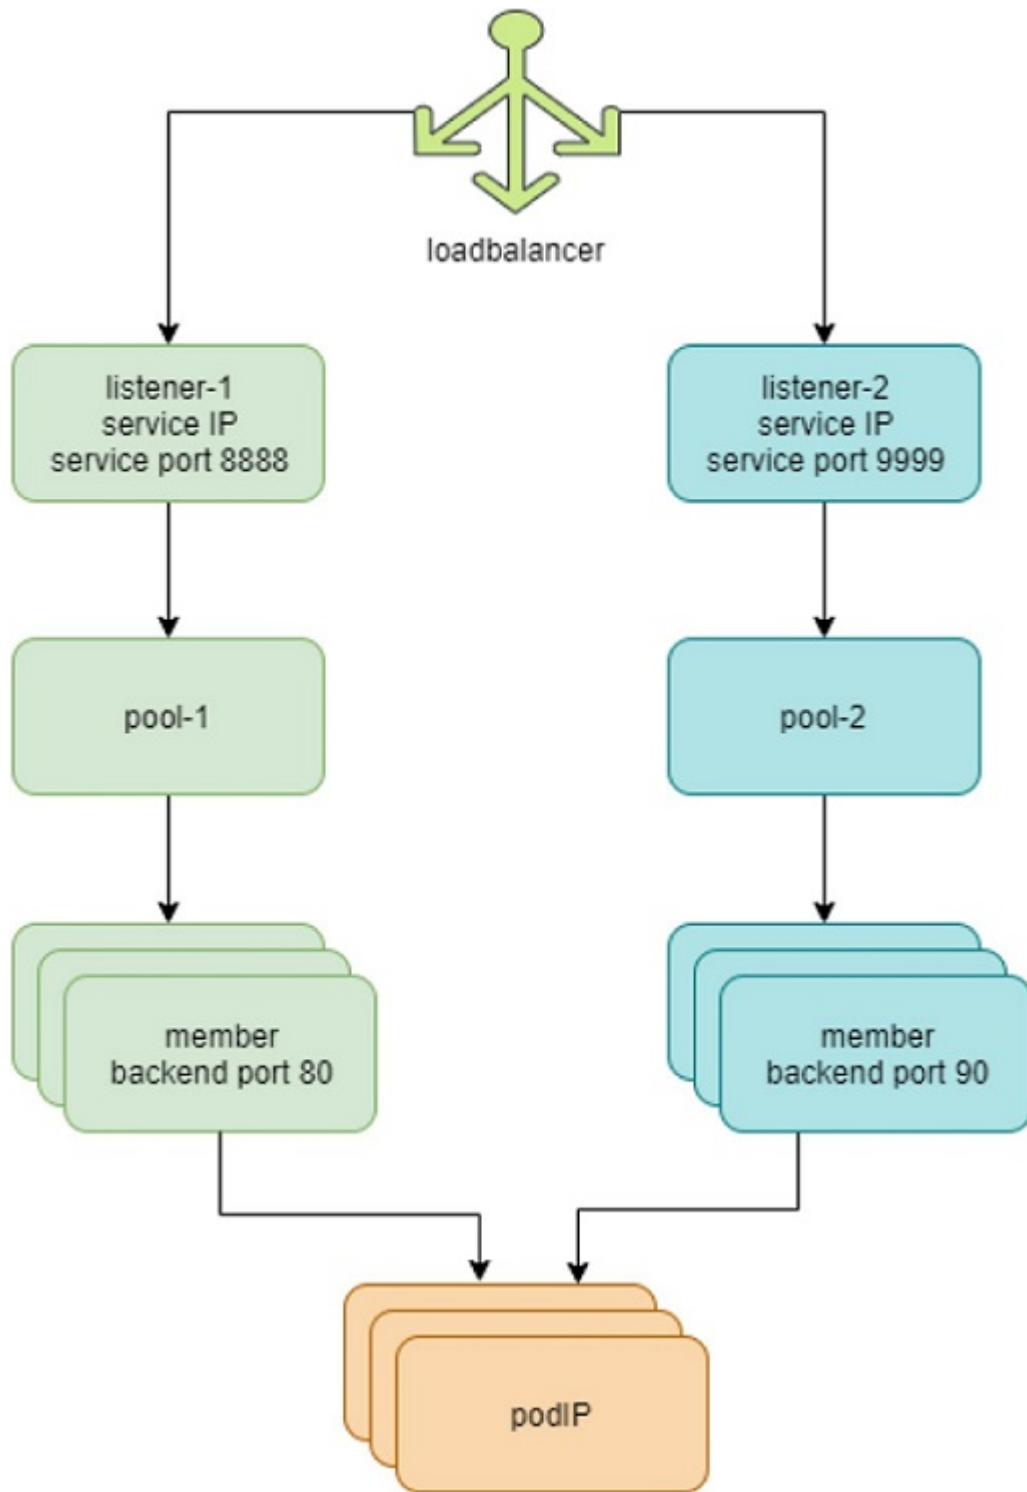 loadbalancer
listener-1
service IP
service port 8888
listener-2
service IP
service port 9999
pool-1
pool-2
member
backend port 80
member
backend port 90
podIP